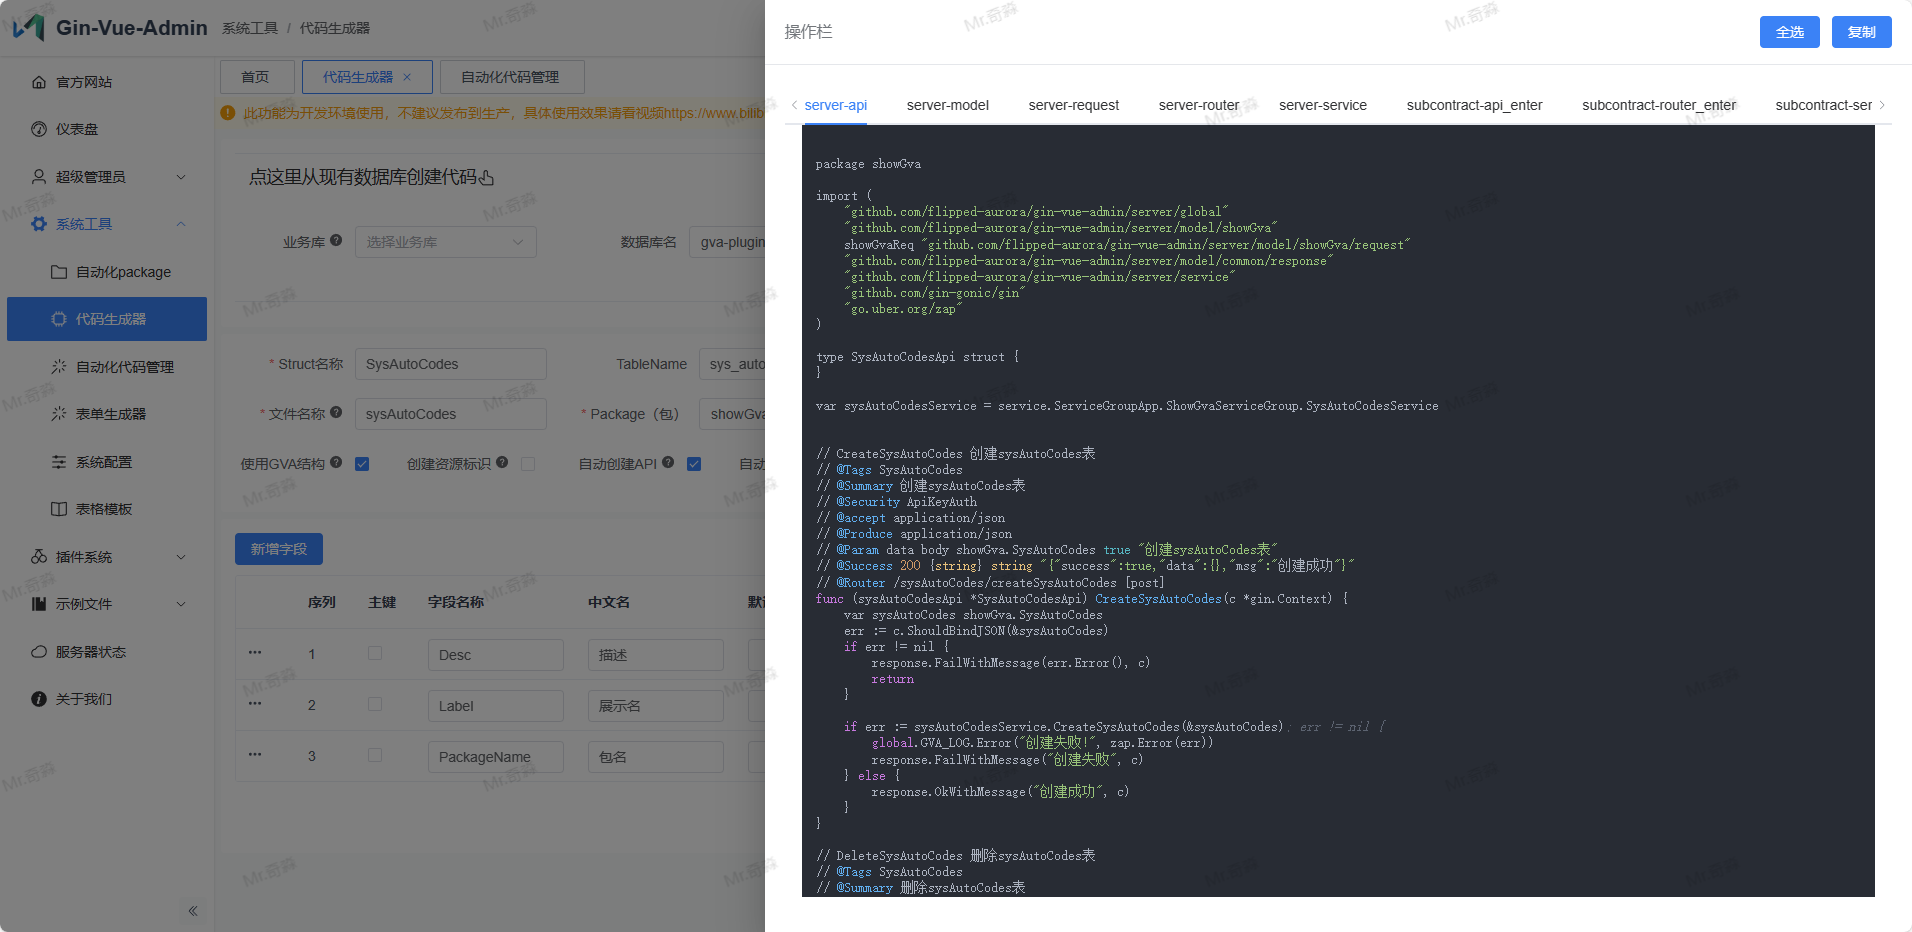 Gin-Vue-Admin
系统工具 / 代码生成器
官方网站
仪表盘
超级管理员
系统工具
自动化package
代码生成器
自动化代码管理
表单生成器
系统配置
表格模板
插件系统
示例文件
服务器状态
关于我们
首页
代码生成器 ×
自动化代码管理
此功能为开发环境使用，不建议发布到生产，具体使用效果请看视频https://www.bilib
点这里从现有数据库创建代码
业务库
选择业务库
数据库名
gva-plugin
* Struct名称
SysAutoCodes
TableName
sys_auto
* 文件名称
sysAutoCodes
* Package（包）
showGva
使用GVA结构
创建资源标识
自动创建API
自动
新增字段
序列 主键 字段名称 中文名 默
1 Desc 描述
2 Label 展示名
3 PackageName 包名
操作栏
全选
复制
server-api server-model server-request server-router server-service subcontract-api_enter subcontract-router_enter subcontract-ser
package showGva
import (
"github.com/flipped-aurora/gin-vue-admin/server/global"
"github.com/flipped-aurora/gin-vue-admin/server/model/showGva"
showGvaReq "github.com/flipped-aurora/gin-vue-admin/server/model/showGva/request"
"github.com/flipped-aurora/gin-vue-admin/server/model/common/response"
"github.com/flipped-aurora/gin-vue-admin/server/service"
"github.com/gin-gonic/gin"
"go.uber.org/zap"
)
type SysAutoCodesApi struct {
}
var sysAutoCodesService = service.ServiceGroupApp.ShowGvaServiceGroup.SysAutoCodesService
// CreateSysAutoCodes 创建sysAutoCodes表
// @Tags SysAutoCodes
// @Summary 创建sysAutoCodes表
// @Security ApiKeyAuth
// @accept application/json
// @Produce application/json
// @Param data body showGva.SysAutoCodes true "创建sysAutoCodes表"
// @Success 200 {string} string "{"success":true,"data":{},"msg":"创建成功"}"
// @Router /sysAutoCodes/createSysAutoCodes [post]
func (sysAutoCodesApi *SysAutoCodesApi) CreateSysAutoCodes(c *gin.Context) {
var sysAutoCodes showGva.SysAutoCodes
err := c.ShouldBindJSON(&sysAutoCodes)
if err != nil {
response.FailWithMessage(err.Error(), c)
return
}
if err := sysAutoCodesService.CreateSysAutoCodes(&sysAutoCodes); err != nil {
global.GVA_LOG.Error("创建失败!", zap.Error(err))
response.FailWithMessage("创建失败", c)
} else {
response.OkWithMessage("创建成功", c)
}
}
// DeleteSysAutoCodes 删除sysAutoCodes表
// @Tags SysAutoCodes
// @Summary 删除sysAutoCodes表
Mr.奇淼